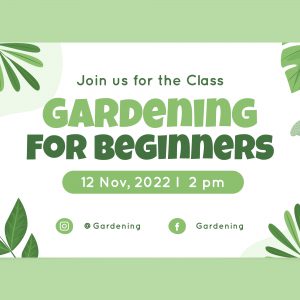 Join us for the Class
GARDENING
FOR BEGINNERS
12 Nov, 2022 | 2 pm
@Gardening Gardening